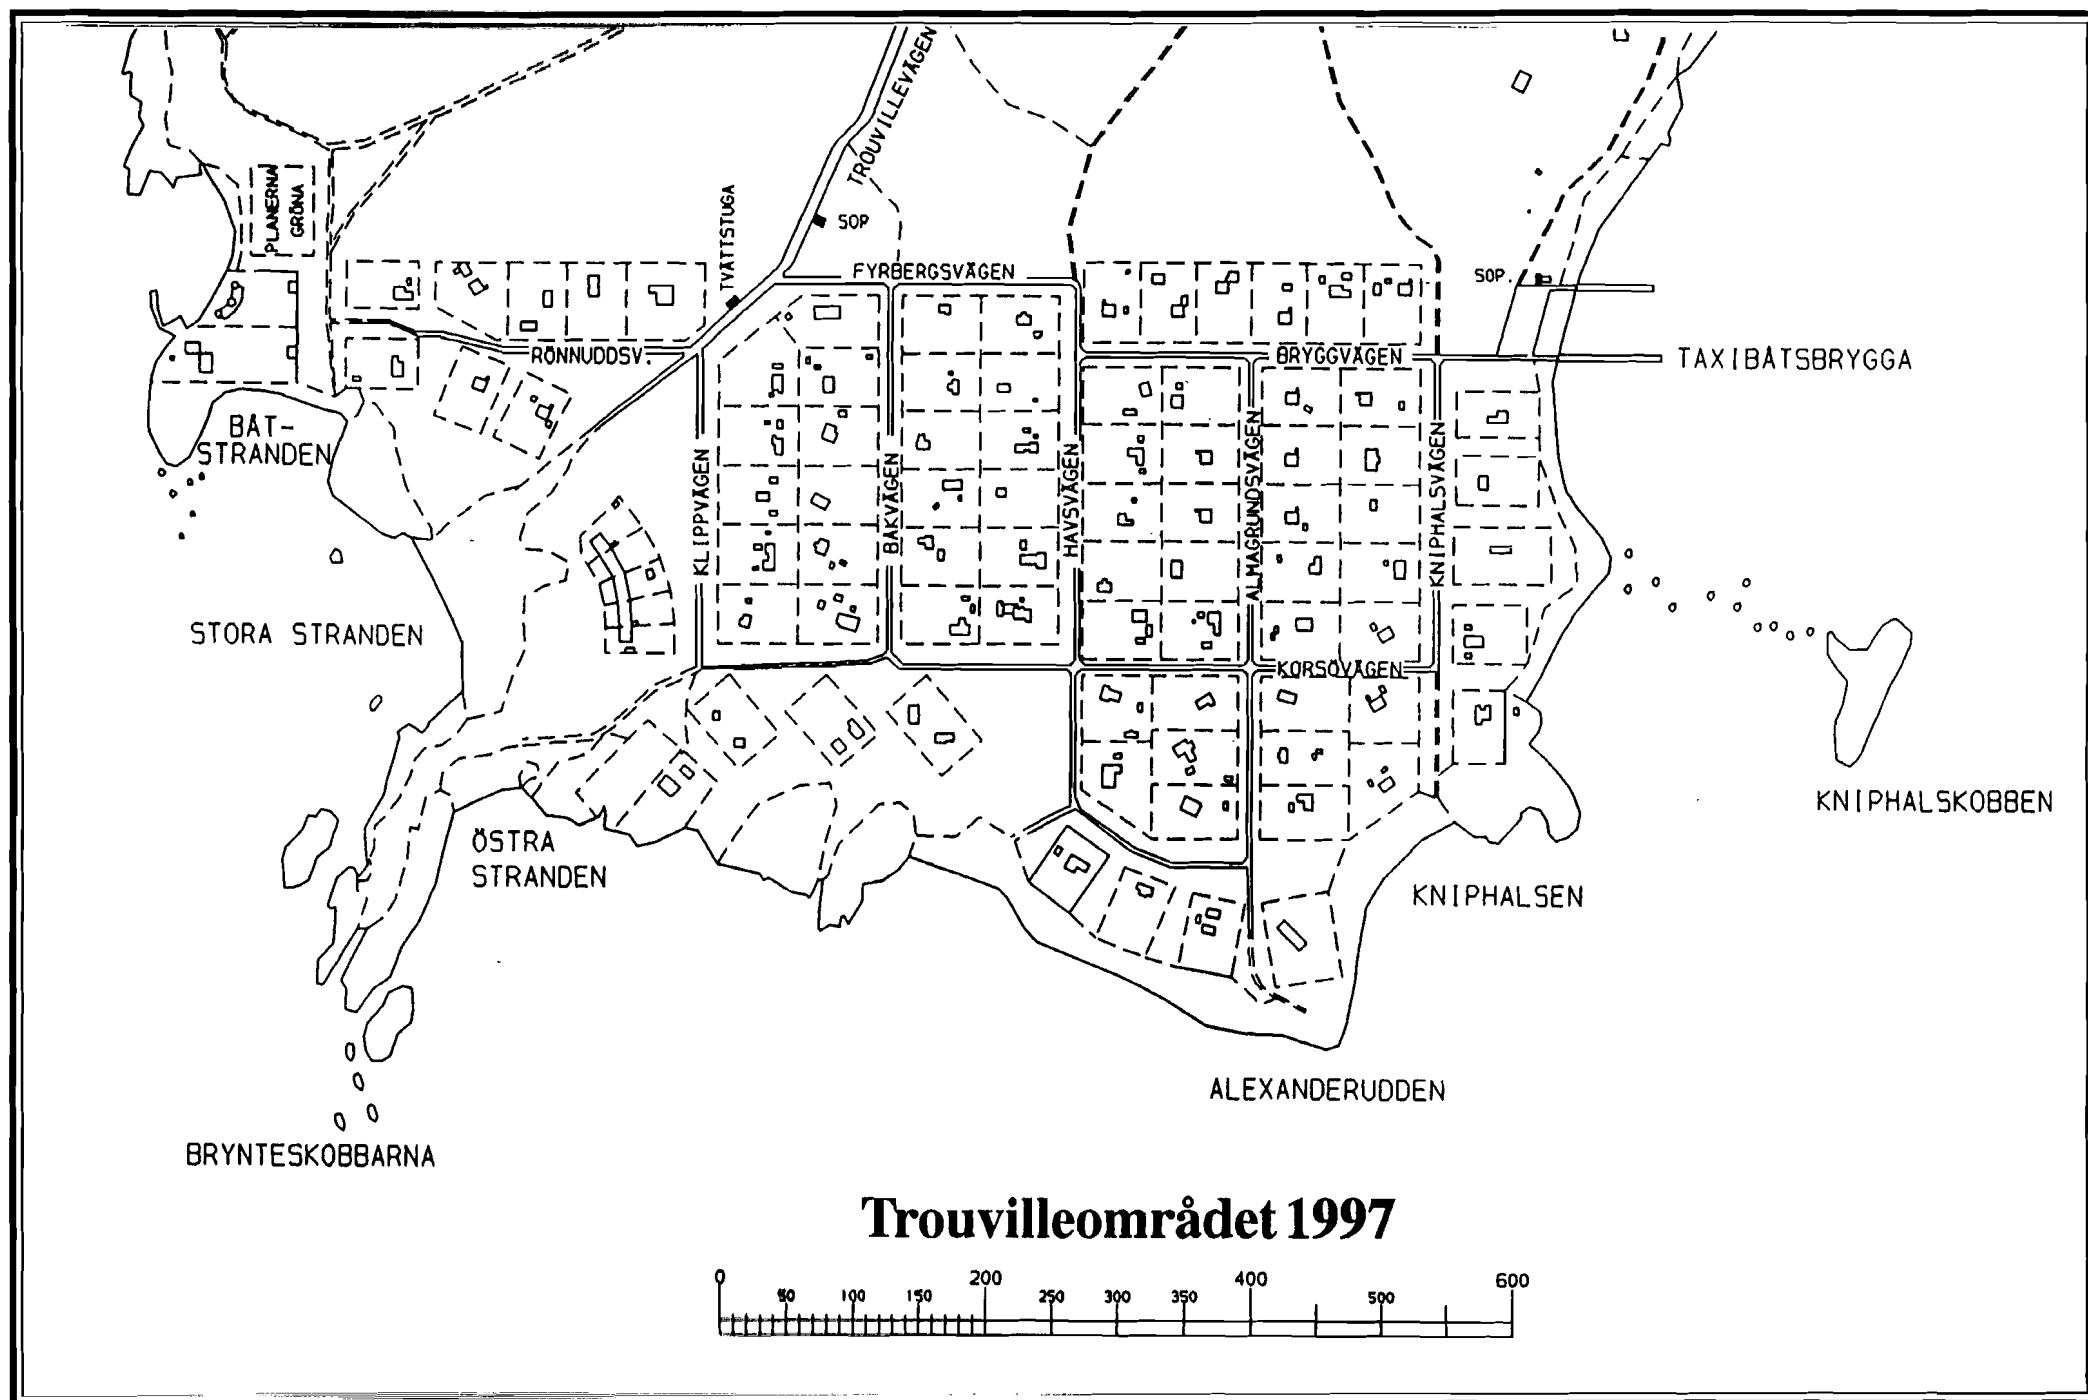 TROUVILLEVÄGEN
PLANERNA
GRÖNA
TVÄTTSTUGA
SOP
FYRBERGSVÄGEN
SOP.
RÖNNUDDSV.
BRYGGVÄGEN
TAXIBÅTSBRYGGA
BÅT-
STRANDEN
KLIPPVÄGEN
BAKVÄGEN
HAVSVÄGEN
ALMAGRUNDSVÄGEN
KNIPHALSVÄGEN
STORA STRANDEN
KORSÖVÄGEN
KNIPHALSKOBBEN
ÖSTRA
STRANDEN
KNIPHALSEN
ALEXANDERUDDEN
BRYNTESKOBBARNA
Trouvilleområdet 1997
0 200 400 600
50 100 150 250 300 350 500